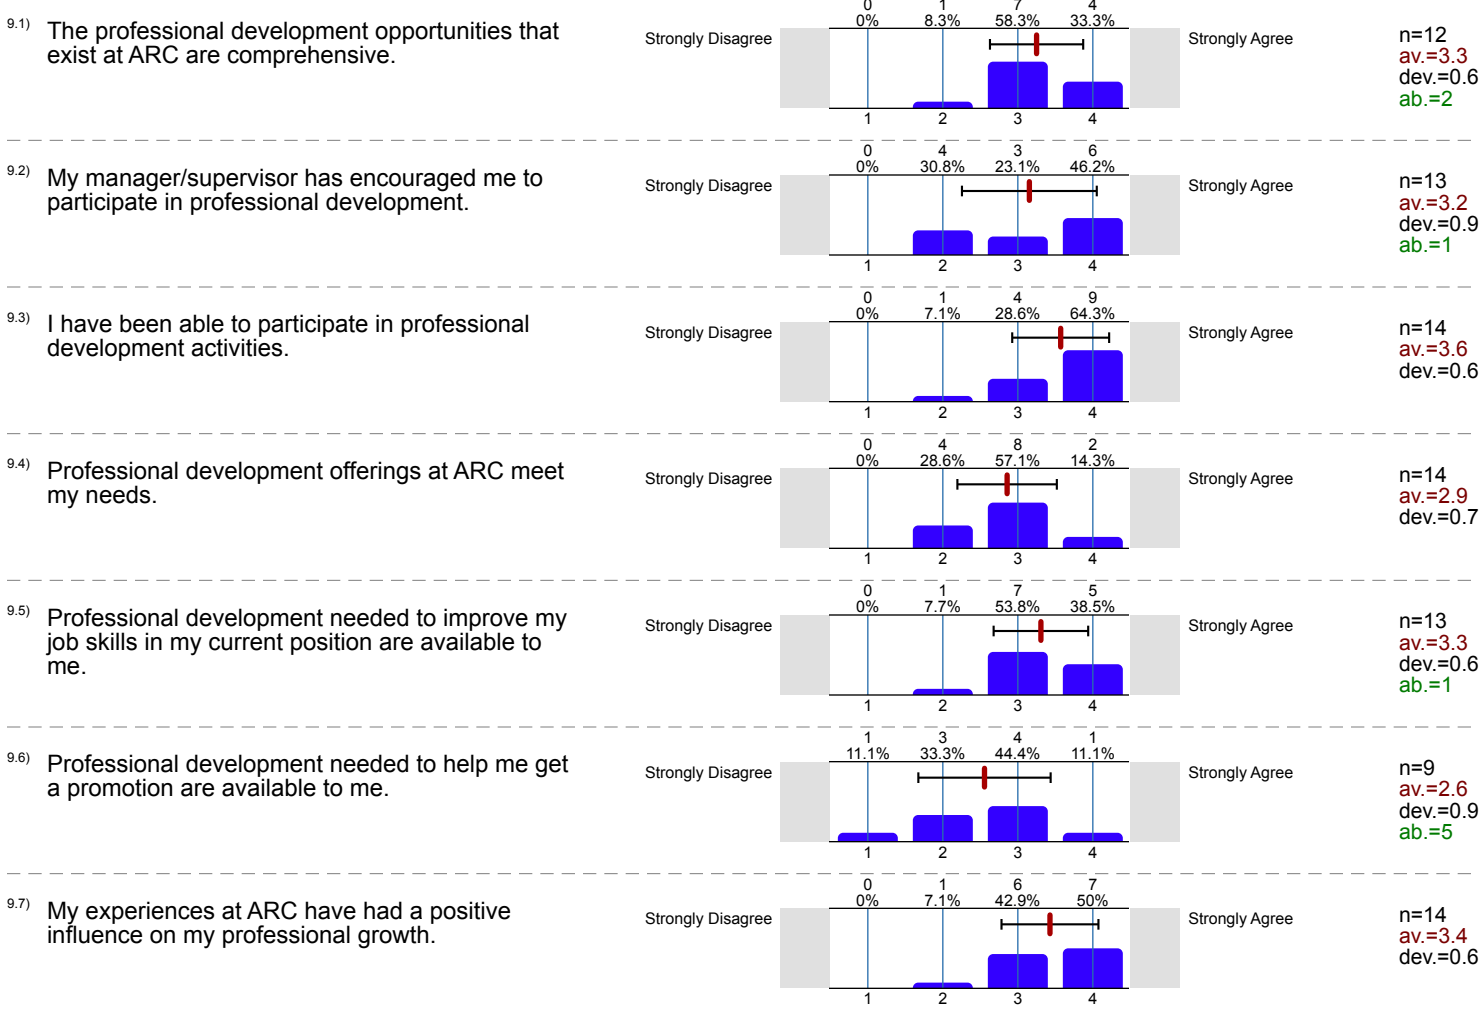 0 1 7 4
0% 8.3% 58.3% 33.3%
9.1) The professional development opportunities that
exist at ARC are comprehensive.
Strongly Disagree Strongly Agree
n=12
av.=3.3
dev.=0.6
ab.=2
1 2 3 4
0 4 3 6
0% 30.8% 23.1% 46.2%
9.2) My manager/supervisor has encouraged me to
participate in professional development.
Strongly Disagree Strongly Agree
n=13
av.=3.2
dev.=0.9
ab.=1
1 2 3 4
0 1 4 9
0% 7.1% 28.6% 64.3%
9.3) I have been able to participate in professional
development activities.
Strongly Disagree Strongly Agree
n=14
av.=3.6
dev.=0.6
1 2 3 4
0 4 8 2
0% 28.6% 57.1% 14.3%
9.4) Professional development offerings at ARC meet
my needs.
Strongly Disagree Strongly Agree
n=14
av.=2.9
dev.=0.7
1 2 3 4
0 1 7 5
0% 7.7% 53.8% 38.5%
9.5) Professional development needed to improve my
job skills in my current position are available to
me.
Strongly Disagree Strongly Agree
n=13
av.=3.3
dev.=0.6
ab.=1
1 2 3 4
1 3 4 1
11.1% 33.3% 44.4% 11.1%
9.6) Professional development needed to help me get
a promotion are available to me.
Strongly Disagree Strongly Agree
n=9
av.=2.6
dev.=0.9
ab.=5
1 2 3 4
0 1 6 7
0% 7.1% 42.9% 50%
9.7) My experiences at ARC have had a positive
influence on my professional growth.
Strongly Disagree Strongly Agree
n=14
av.=3.4
dev.=0.6
1 2 3 4